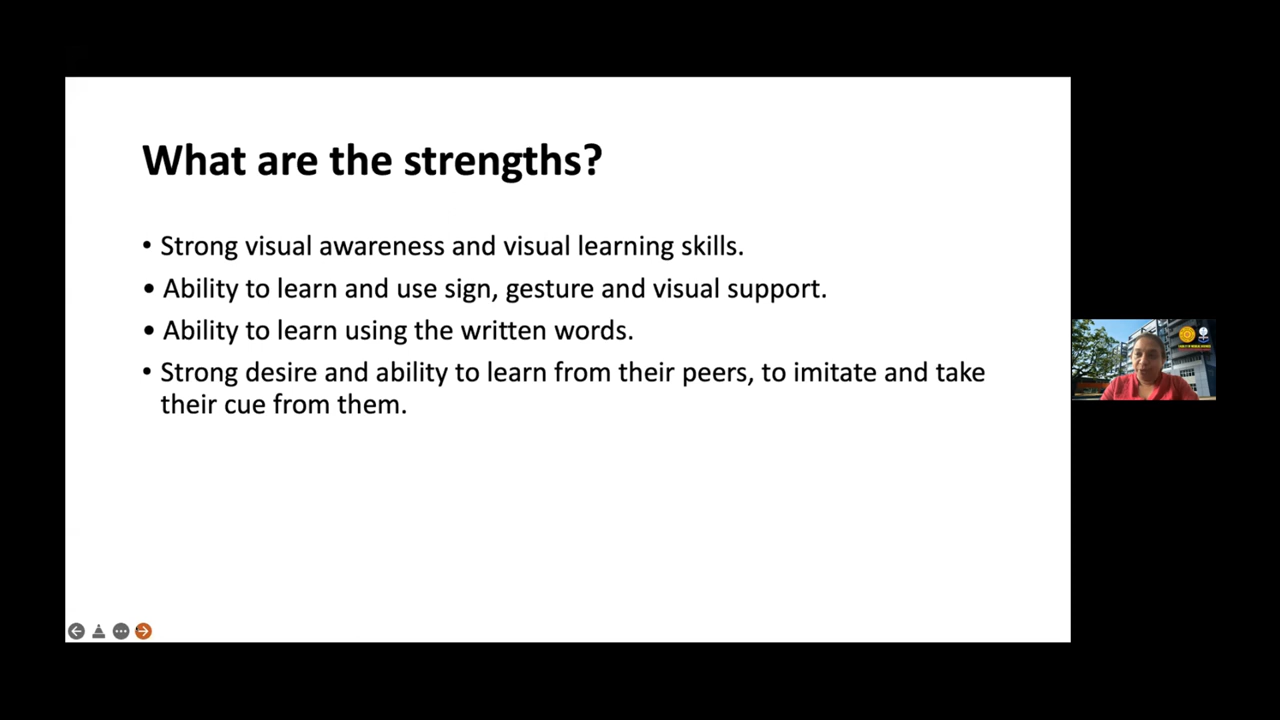 What are the strengths?
• Strong visual awareness and visual learning skills.
• Ability to learn and use sign, gesture and visual support.
• Ability to learn using the written words.
• Strong desire and ability to learn from their peers, to imitate and take
their cue from them.